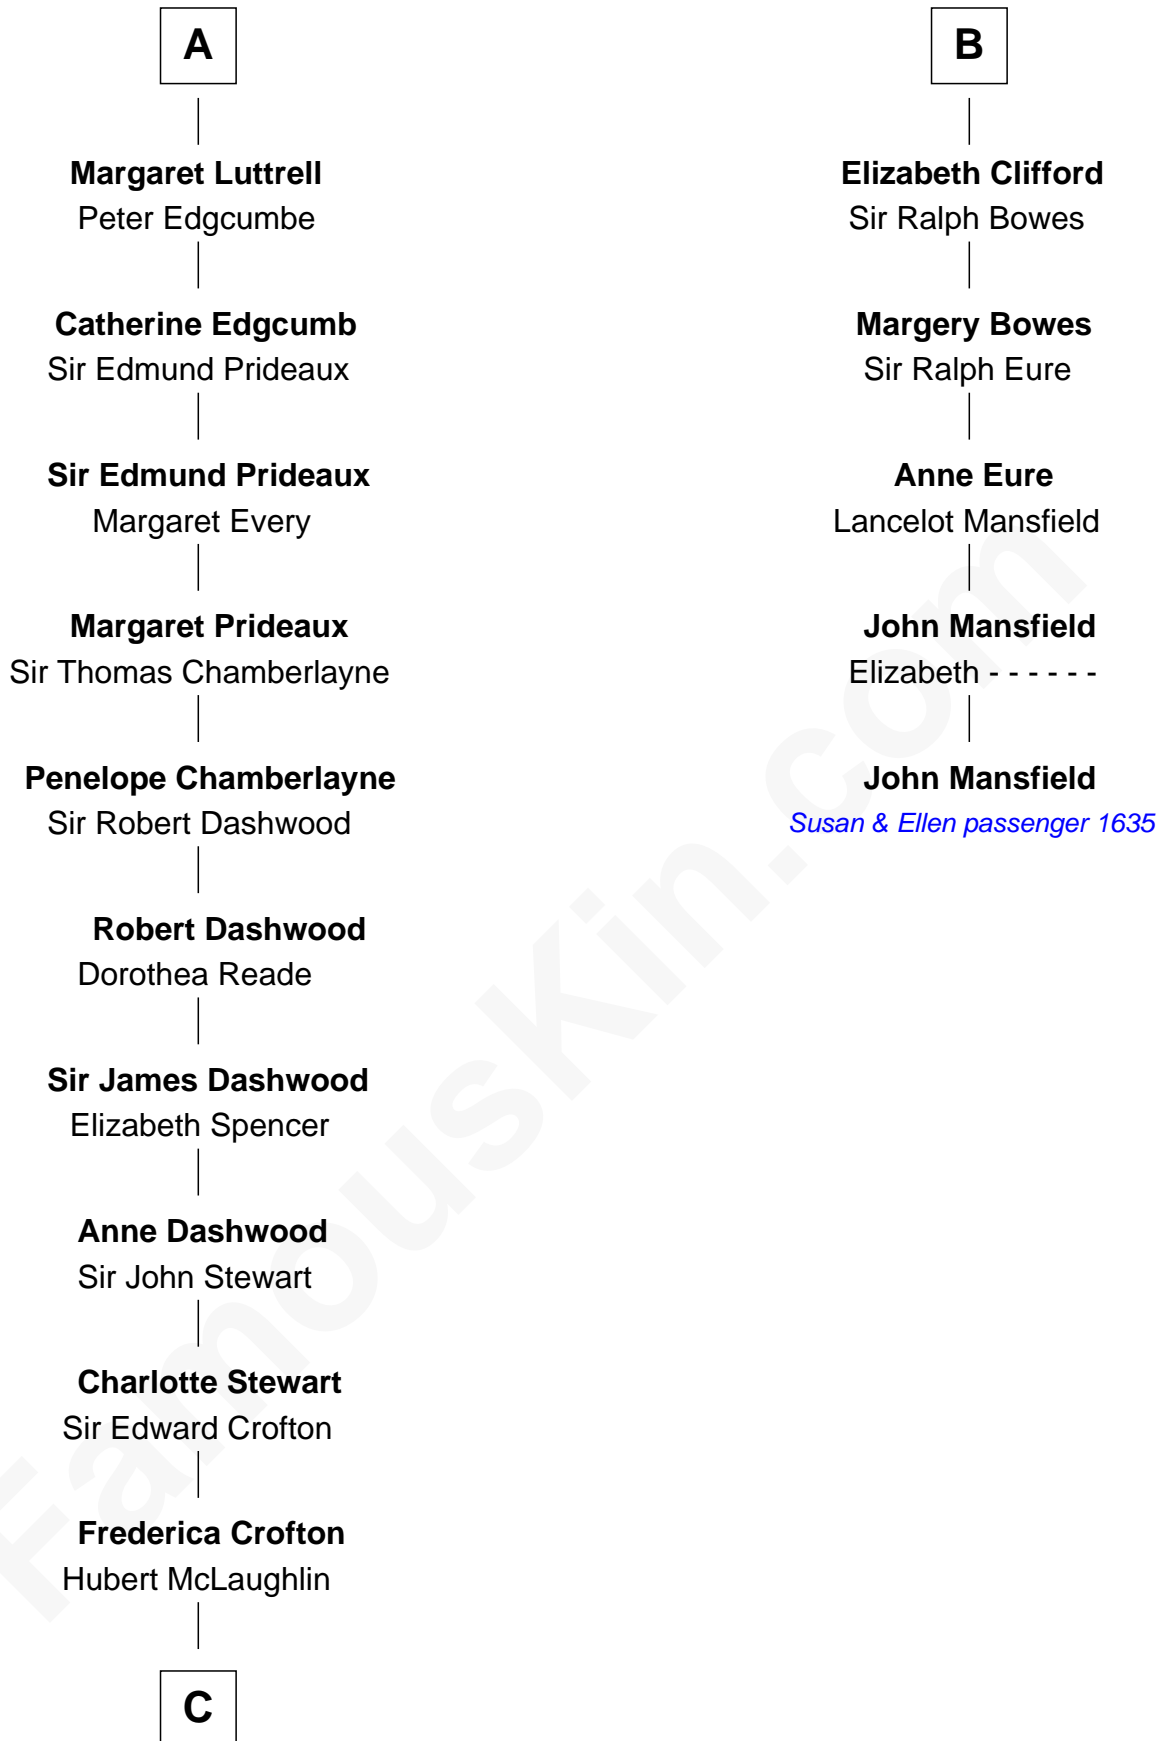 A
Margaret Luttrell
Peter Edgcumbe
Catherine Edgcumb
Sir Edmund Prideaux
Sir Edmund Prideaux
Margaret Every
Margaret Prideaux
Sir Thomas Chamberlayne
Penelope Chamberlayne
Sir Robert Dashwood
Robert Dashwood
Dorothea Reade
Sir James Dashwood
Elizabeth Spencer
Anne Dashwood
Sir John Stewart
Charlotte Stewart
Sir Edward Crofton
Frederica Crofton
Hubert McLaughlin
C
B
Elizabeth Clifford
Sir Ralph Bowes
Margery Bowes
Sir Ralph Eure
Anne Eure
Lancelot Mansfield
John Mansfield
Elizabeth - - - - - -
John Mansfield
Susan & Ellen passenger 1635
FamousKin.com